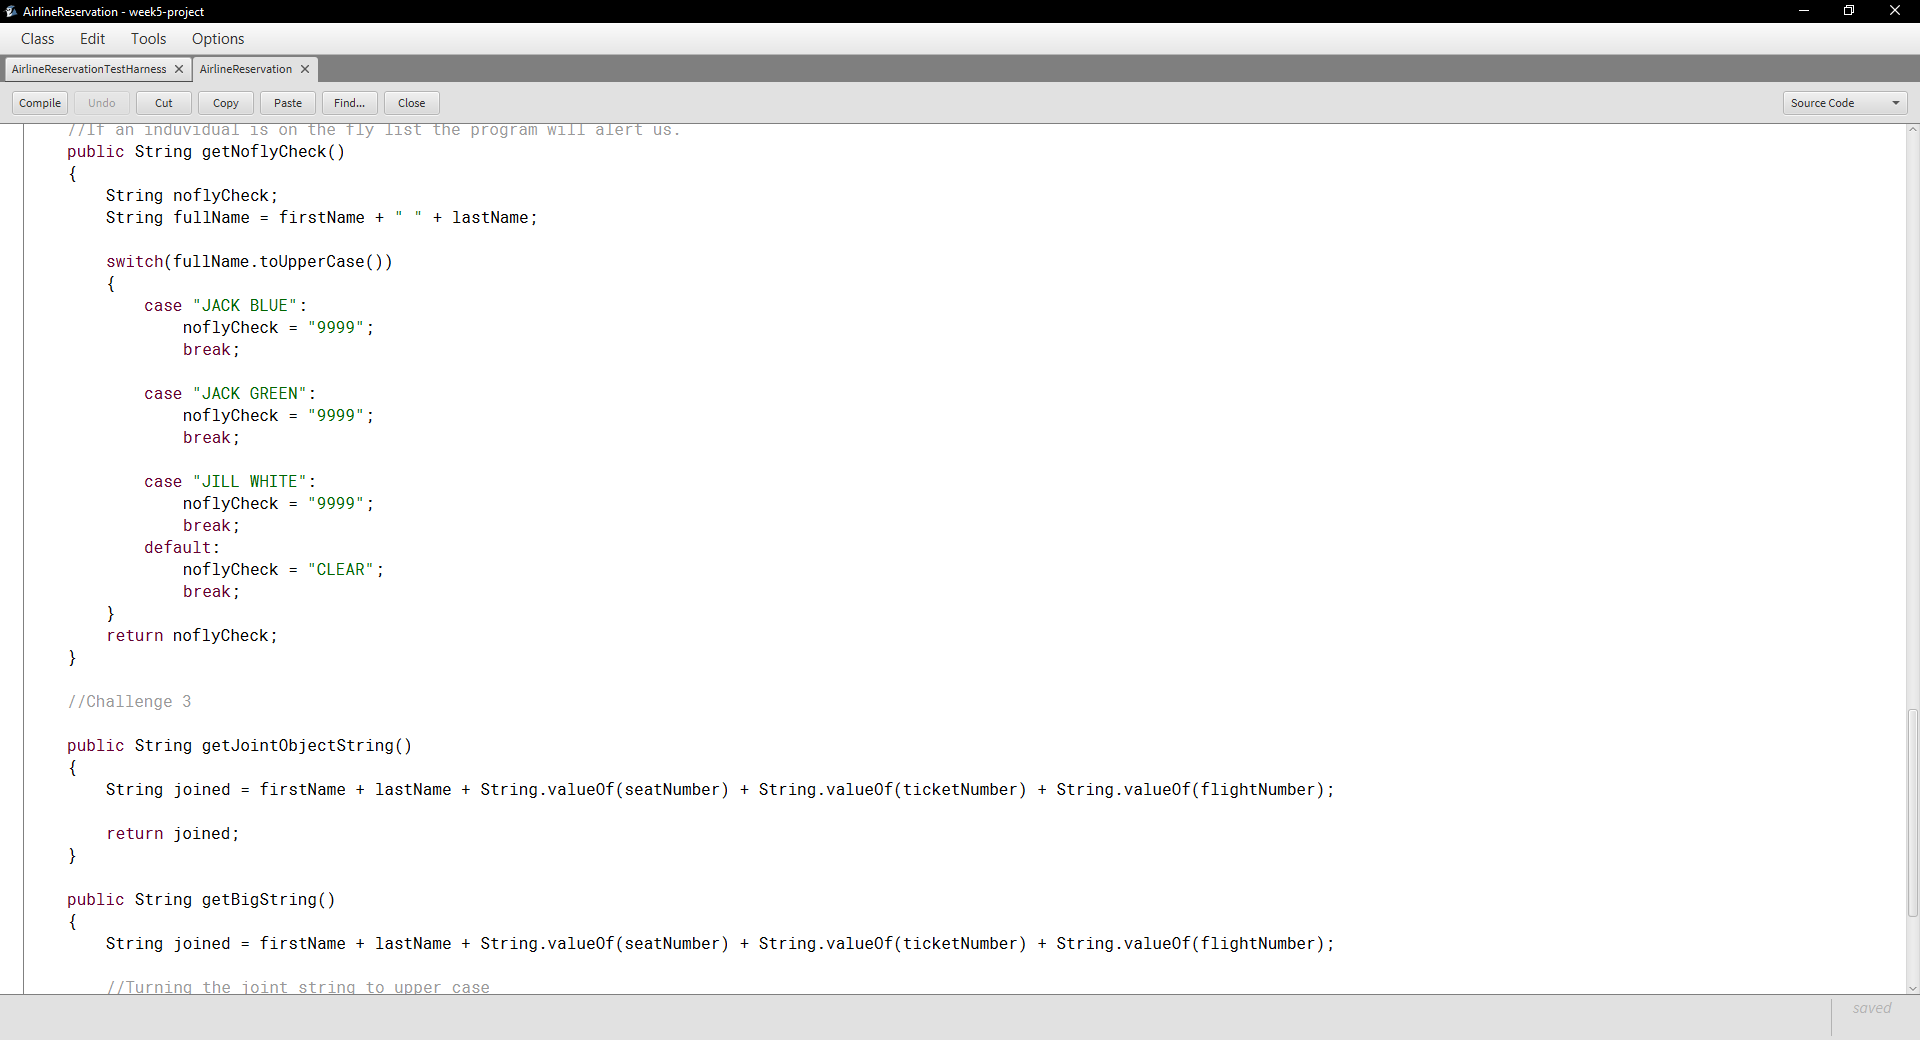 AirlineReservation - week5-project
Class Edit Tools Options
AirlineReservationTestHarness AirlineReservation
Compile Undo Cut Copy Paste Find... Close Source Code
//If an induvidual is on the fly list the program will alert us.
public String getNoflyCheck()
{
String noflyCheck;
String fullName = firstName + " " + lastName;
switch(fullName.toUpperCase())
{
case "JACK BLUE":
noflyCheck = "9999";
break;
case "JACK GREEN":
noflyCheck = "9999";
break;
case "JILL WHITE":
noflyCheck = "9999";
break;
default:
noflyCheck = "CLEAR";
break;
}
return noflyCheck;
}
//Challenge 3
public String getJointObjectString()
{
String joined = firstName + lastName + String.valueOf(seatNumber) + String.valueOf(ticketNumber) + String.valueOf(flightNumber);
return joined;
}
public String getBigString()
{
String joined = firstName + lastName + String.valueOf(seatNumber) + String.valueOf(ticketNumber) + String.valueOf(flightNumber);
//Turning the joint string to upper case
saved